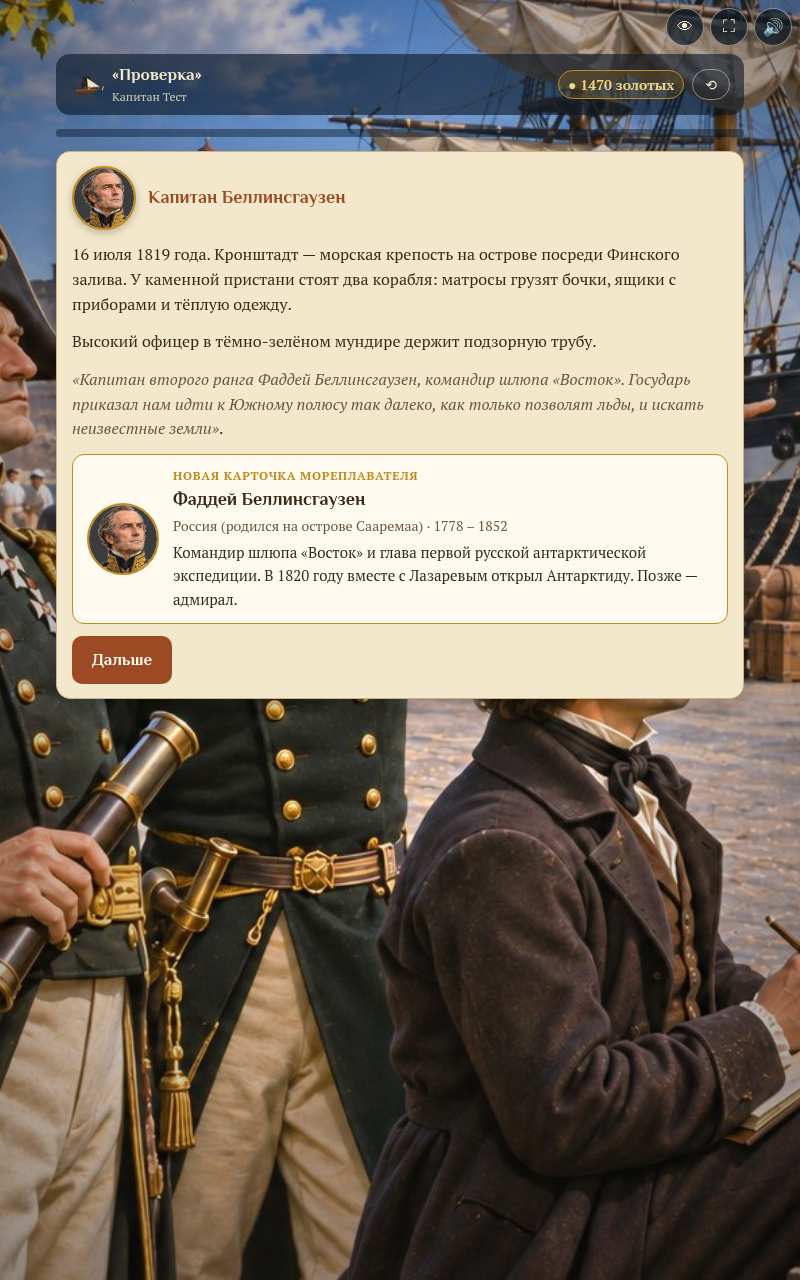 «Проверка»
Капитан Тест
● 1470 золотых
Капитан Беллинсгаузен
16 июля 1819 года. Кронштадт — морская крепость на острове посреди Финского
залива. У каменной пристани стоят два корабля: матросы грузят бочки, ящики с
приборами и тёплую одежду.
Высокий офицер в тёмно-зелёном мундире держит подзорную трубу.
«Капитан второго ранга Фаддей Беллинсгаузен, командир шлюпа «Восток». Государь
приказал нам идти к Южному полюсу так далеко, как только позволят льды, и искать
неизвестные земли».
НОВАЯ КАРТОЧКА МОРЕПЛАВАТЕЛЯ
Фаддей Беллинсгаузен
Россия (родился на острове Сааремаа) · 1778 – 1852
Командир шлюпа «Восток» и глава первой русской антарктической
экспедиции. В 1820 году вместе с Лазаревым открыл Антарктиду. Позже —
адмирал.
Дальше